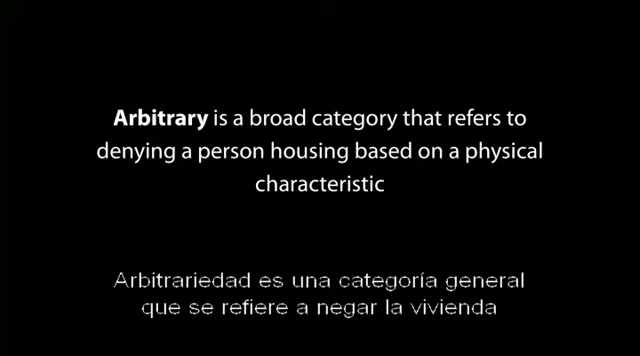 Arbitrary is a broad category that refers to
denying a person housing based on a physical
characteristic
Arbitrariedad es una categoría general
que se refiere a negar la vivienda